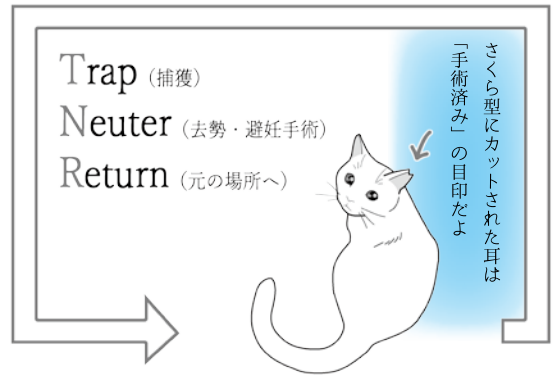 Trap（捕獲）
Neuter（去勢・避妊手術）
Return（元の場所へ）
さくら型にカットされた耳は
「手術済み」の目印だよ